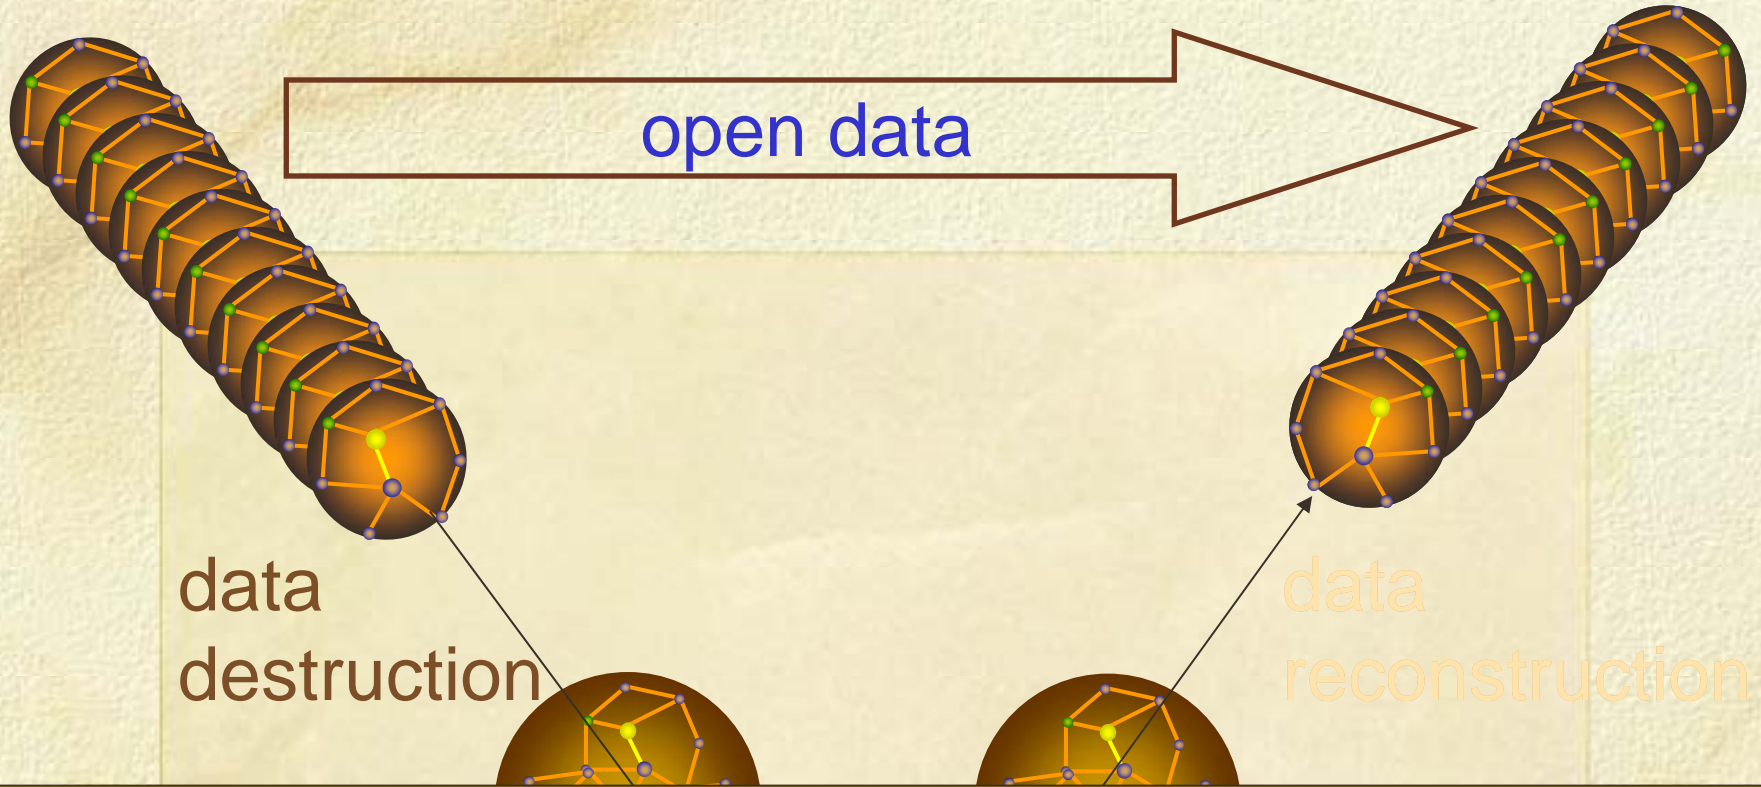 open data
data
destruction
data
reconstruction